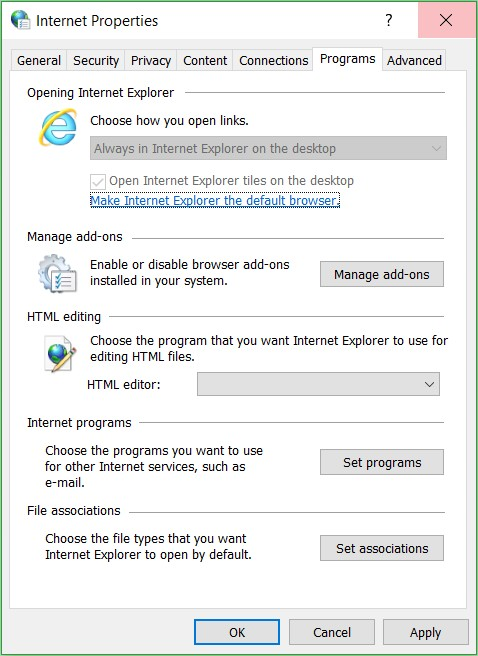 Internet Properties
?
General Security Privacy Content Connections Programs Advanced
Opening Internet Explorer
Choose how you open links.
Always in Internet Explorer on the desktop
Open Internet Explorer tiles on the desktop
Make Internet Explorer the default browser.
Manage add-ons
Enable or disable browser add-ons
installed in your system.
Manage add-ons
HTML editing
Choose the program that you want Internet Explorer to use for
editing HTML files.
HTML editor:
Internet programs
Choose the programs you want to use
for other Internet services, such as
e-mail.
Set programs
File associations
Choose the file types that you want
Internet Explorer to open by default.
Set associations
OK Cancel Apply